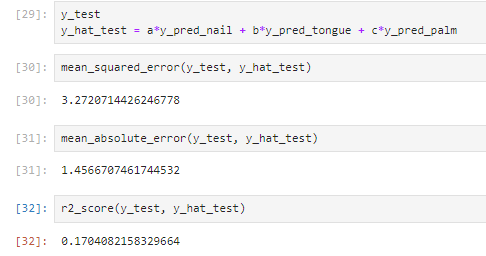 [29]: y_test
y_hat_test = a*y_pred_nail + b*y_pred_tongue + c*y_pred_palm
[30]: mean_squared_error(y_test, y_hat_test)
[30]: 3.2720714426246778
[31]: mean_absolute_error(y_test, y_hat_test)
[31]: 1.4566707461744532
[32]: r2_score(y_test, y_hat_test)
[32]: 0.1704082158329664